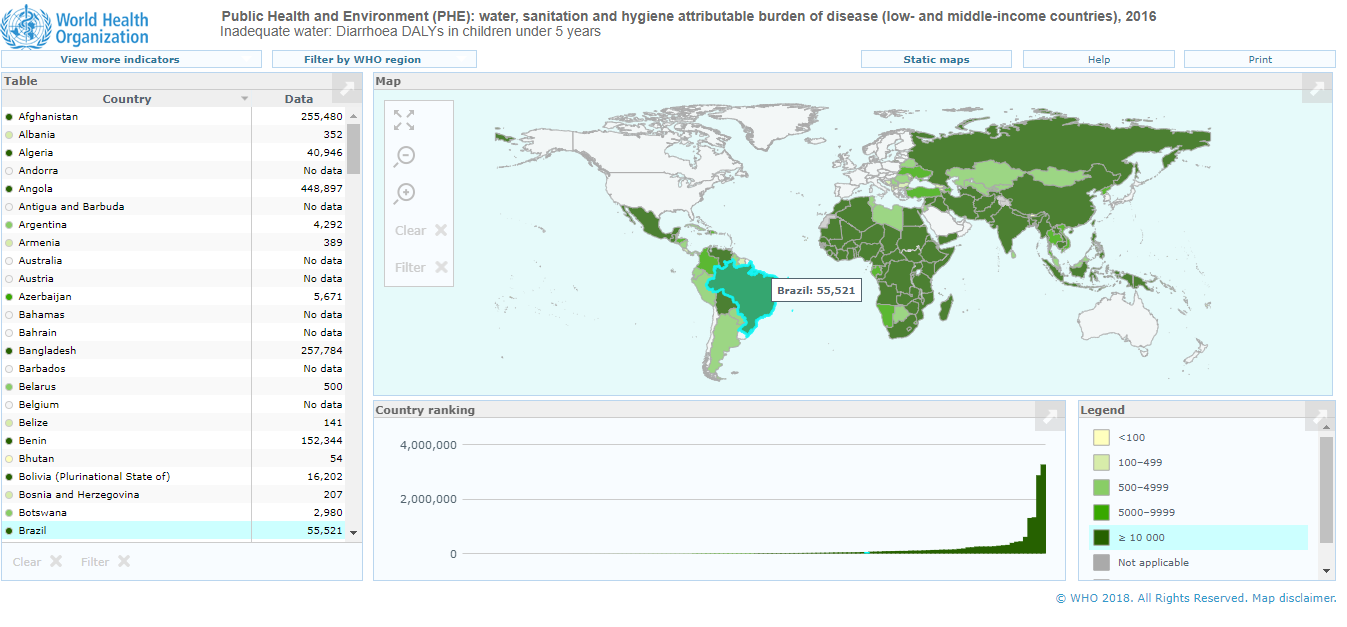 World Health
Organization
Public Health and Environment (PHE): water, sanitation and hygiene attributable burden of disease (low- and middle-income countries), 2016
Inadequate water: Diarrhoea DALYs in children under 5 years
View more indicators
Filter by WHO region
Static maps
Help
Print
Table
Country Data
Afghanistan 255,480
Albania 352
Algeria 40,946
Andorra No data
Angola 448,897
Antigua and Barbuda No data
Argentina 4,292
Armenia 389
Australia No data
Austria No data
Azerbaijan 5,671
Bahamas No data
Bahrain No data
Bangladesh 257,784
Barbados No data
Belarus 500
Belgium No data
Belize 141
Benin 152,344
Bhutan 54
Bolivia (Plurinational State of) 16,202
Bosnia and Herzegovina 207
Botswana 2,980
Brazil 55,521
Clear Filter
Map
Clear
Filter
Brazil: 55,521
Country ranking
4,000,000
2,000,000
0
Legend
<100
100–499
500–4999
5000–9999
≥ 10 000
Not applicable
© WHO 2018. All Rights Reserved. Map disclaimer.